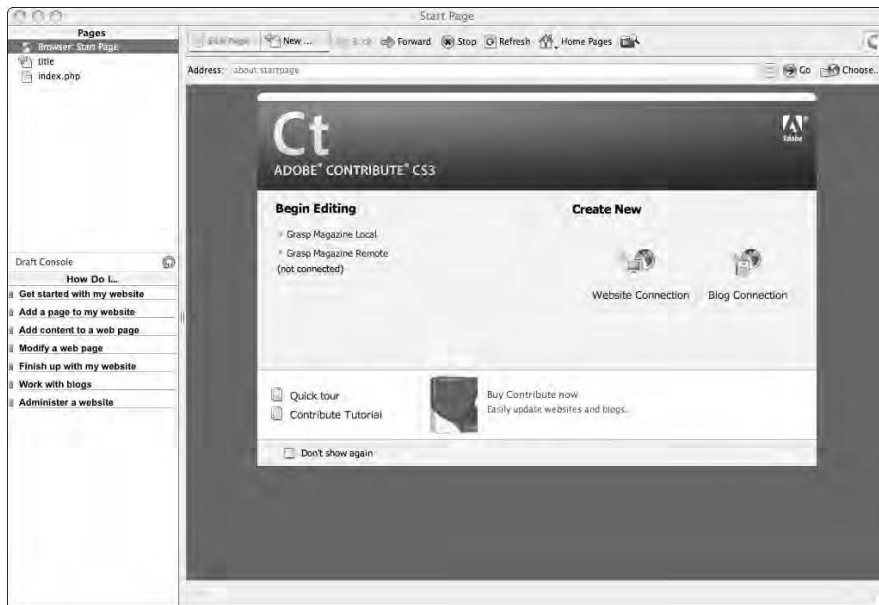 Start Page
Pages
Browser: Start Page
title
index.php
Edit Page
New ...
Back
Forward
Stop
Refresh
Home Pages
Address: about:startpage
Go
Choose...
Ct
ADOBE® CONTRIBUTE® CS3
Adobe
Begin Editing
Grasp Magazine Local
Grasp Magazine Remote
(not connected)
Create New
Website Connection
Blog Connection
Draft Console
How Do I...
Get started with my website
Add a page to my website
Add content to a web page
Modify a web page
Finish up with my website
Work with blogs
Administer a website
Quick tour
Contribute Tutorial
Buy Contribute now
Easily update websites and blogs.
Don't show again